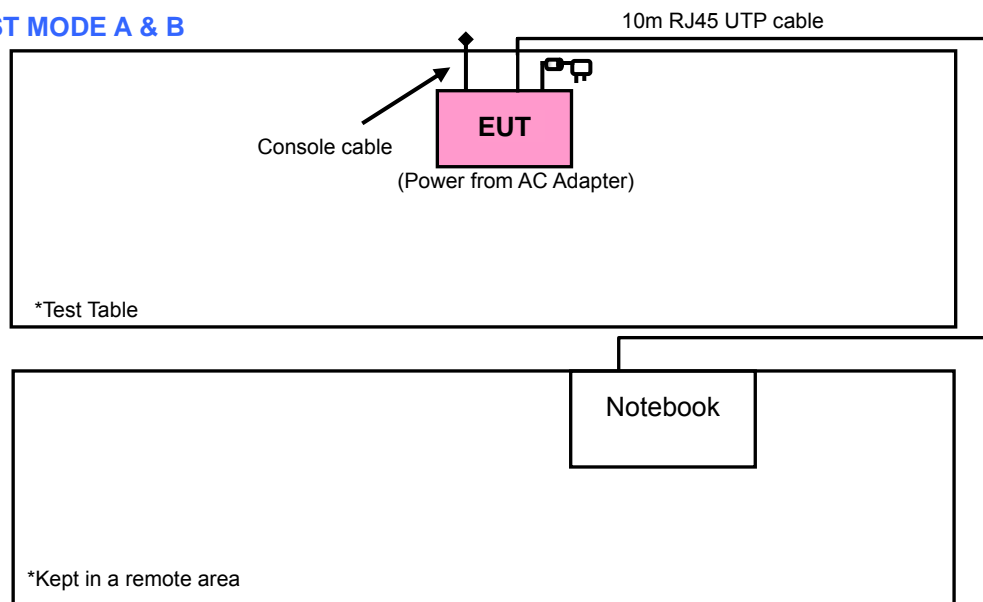 ST MODE A & B
10m RJ45 UTP cable
Console cable
EUT
(Power from AC Adapter)
*Test Table
Notebook
*Kept in a remote area